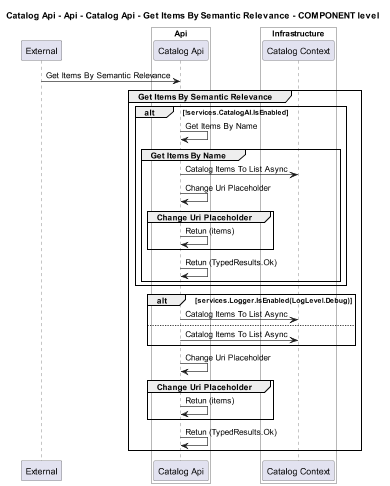 Catalog Api - Api - Catalog Api - Get Items By Semantic Relevance - COMPONENT level
Api
Infrastructure
External
Catalog Api
Catalog Context
Get Items By Semantic Relevance
Get Items By Semantic Relevance
alt
[!services.CatalogAI.IsEnabled]
Get Items By Name
Get Items By Name
Catalog Items To List Async
Change Uri Placeholder
Change Uri Placeholder
Retun (items)
Retun (TypedResults.Ok)
alt
[services.Logger.IsEnabled(LogLevel.Debug)]
Catalog Items To List Async
Catalog Items To List Async
Change Uri Placeholder
Change Uri Placeholder
Retun (items)
Retun (TypedResults.Ok)
External
Catalog Api
Catalog Context